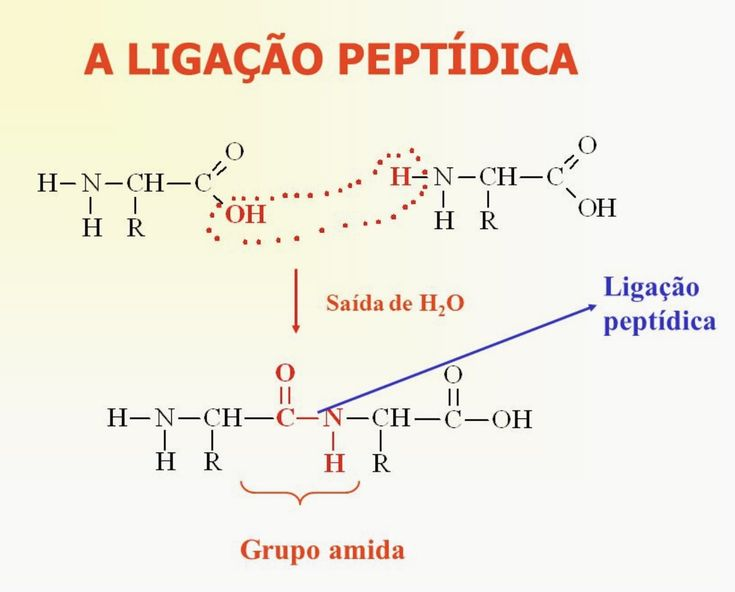 A LIGAÇÃO PEPTÍDICA
O O
H–N–CH–C H–N–CH–C
OH OH
H R H R
Saída de H₂O
Ligação
peptídica
O O
H–N–CH–C–N–CH–C–OH
H R H R
Grupo amida